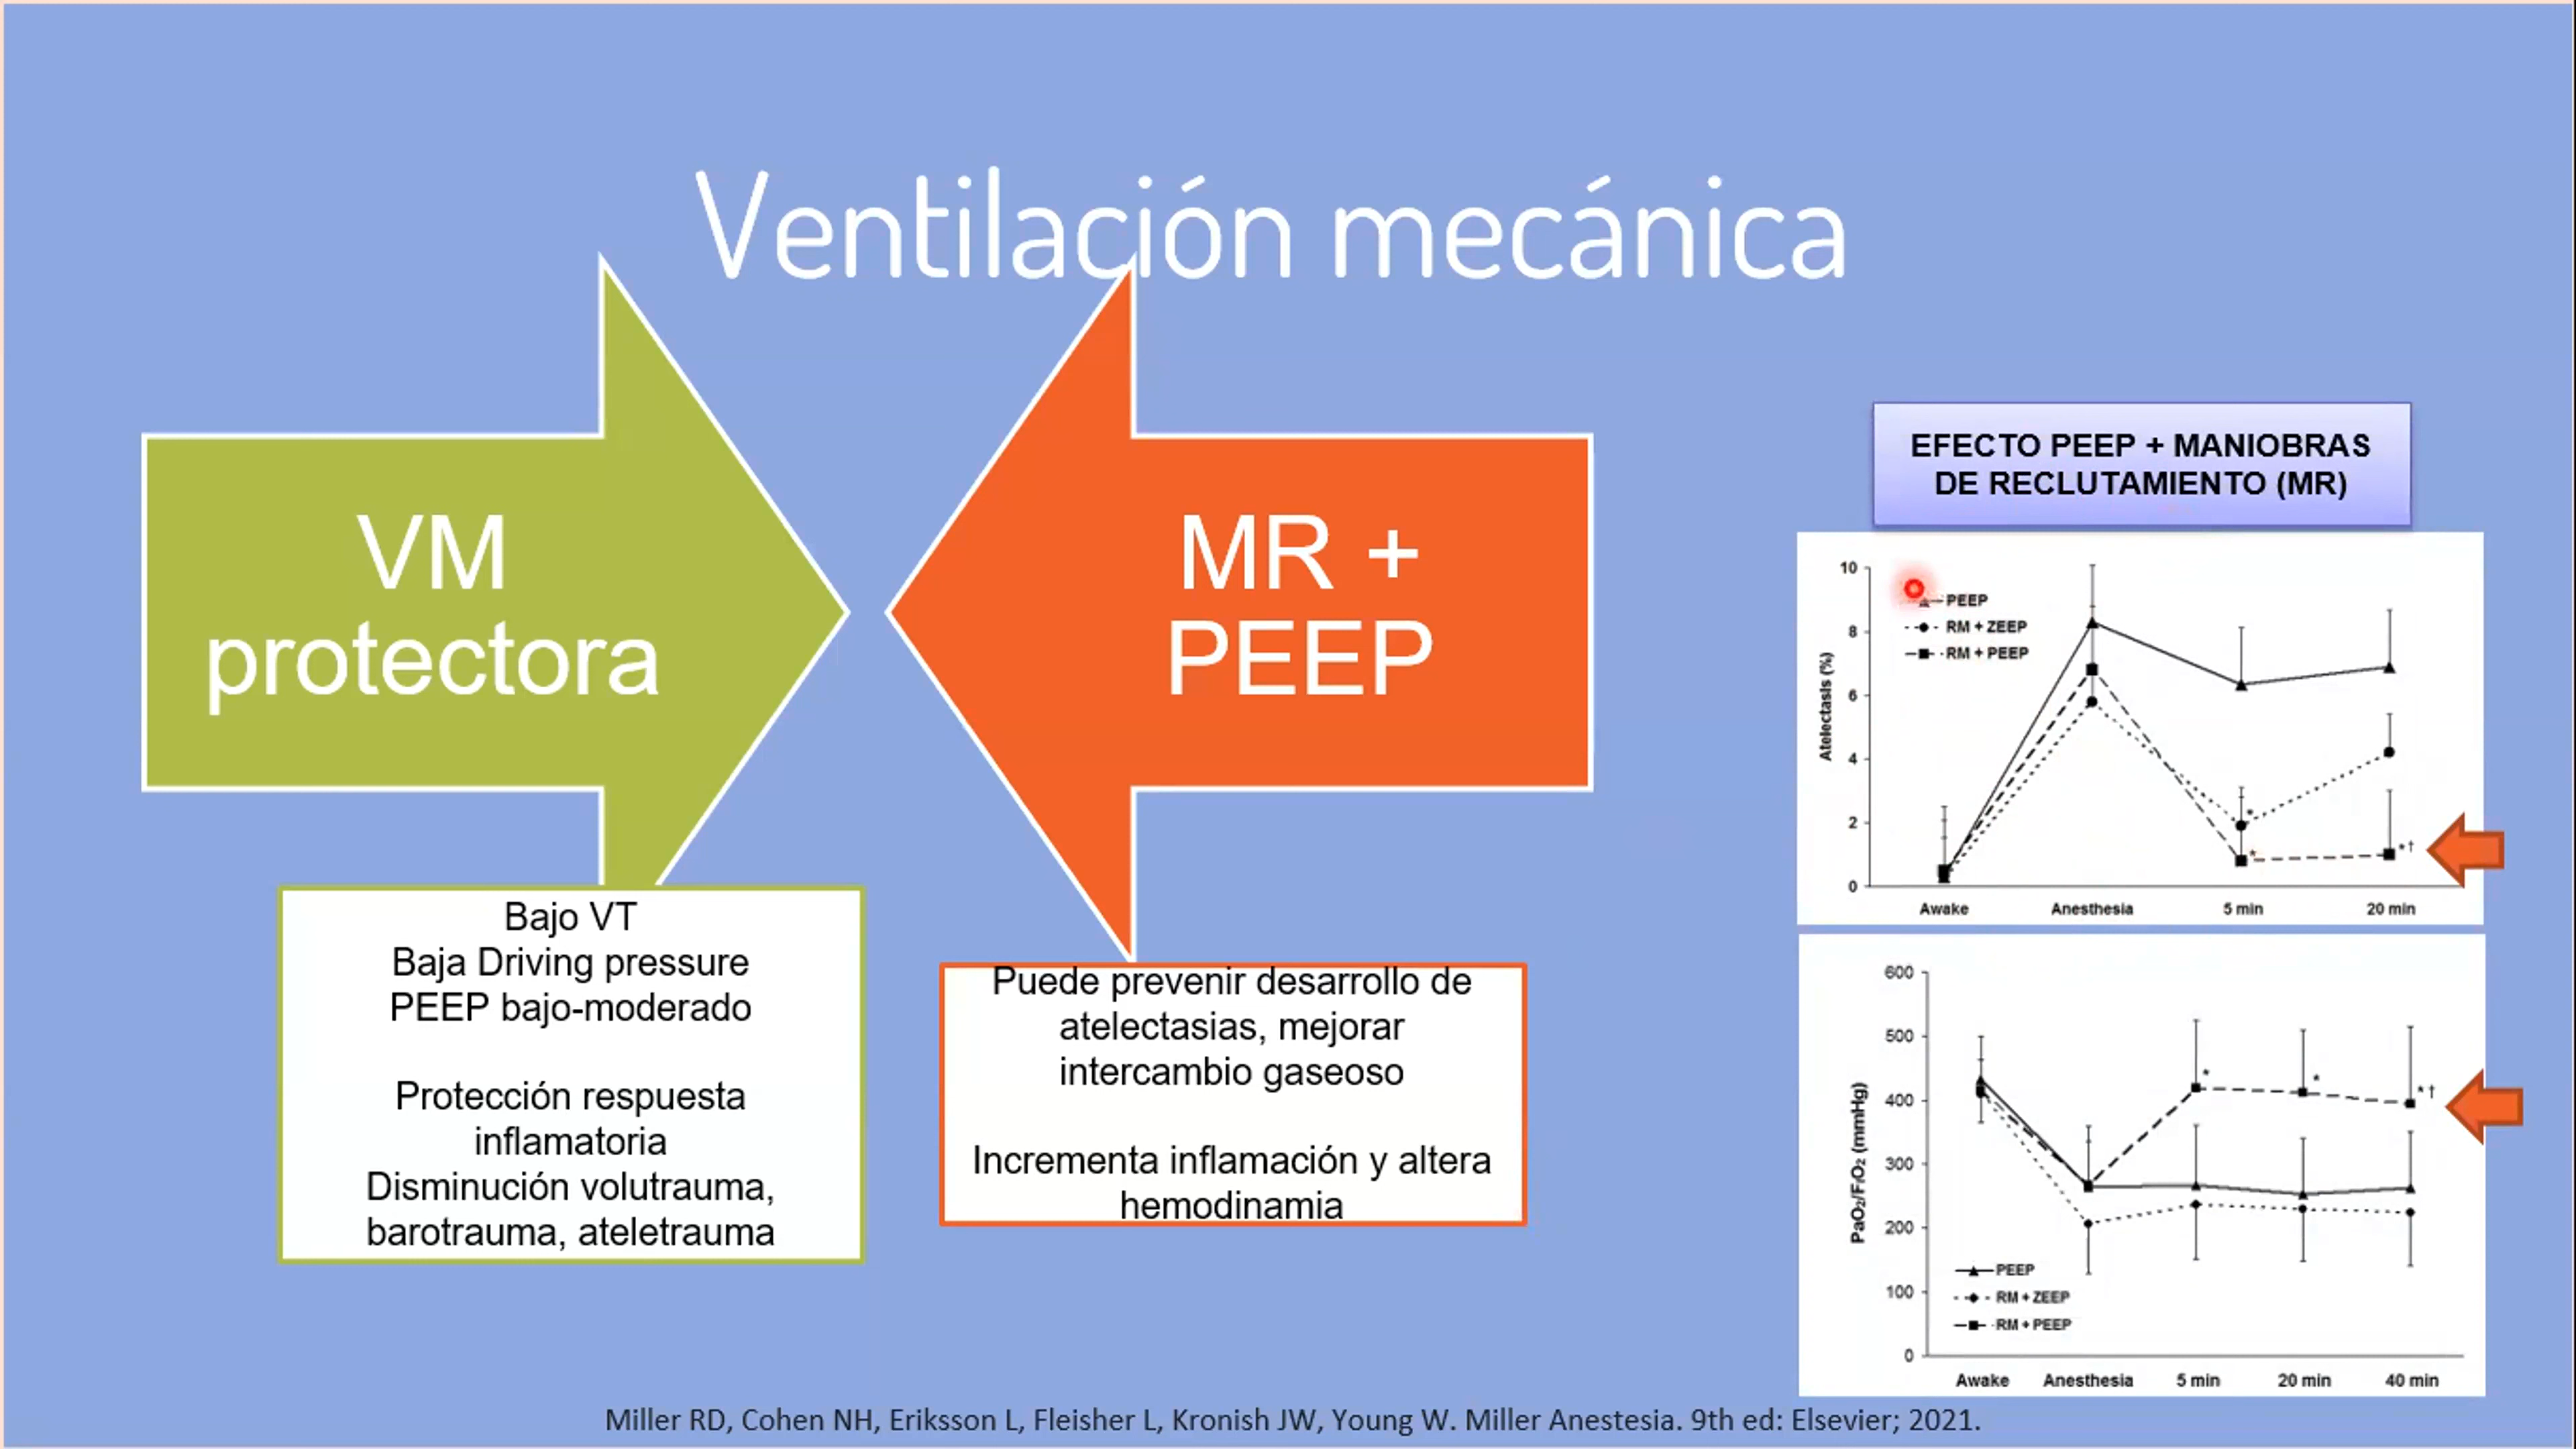 Ventilación mecánica
VM
protectora
MR +
PEEP
Bajo VT
Baja Driving pressure
PEEP bajo-moderado
Protección respuesta
inflamatoria
Disminución volutrauma,
barotrauma, ateletrauma
Puede prevenir desarrollo de
atelectasias, mejorar
intercambio gaseoso
Incrementa inflamación y altera
hemodinamia
EFECTO PEEP + MANIOBRAS
DE RECLUTAMIENTO (MR)
Atelectasis (%)
10
8
6
4
2
0
PEEP
RM + ZEEP
RM + PEEP
*
*
*†
Awake Anesthesia 5 min 20 min
PaO₂/FiO₂ (mmHg)
600
500
400
300
200
100
0
*
*
*†
PEEP
RM + ZEEP
RM + PEEP
Awake Anesthesia 5 min 20 min 40 min
Miller RD, Cohen NH, Eriksson L, Fleisher L, Kronish JW, Young W. Miller Anestesia. 9th ed: Elsevier; 2021.